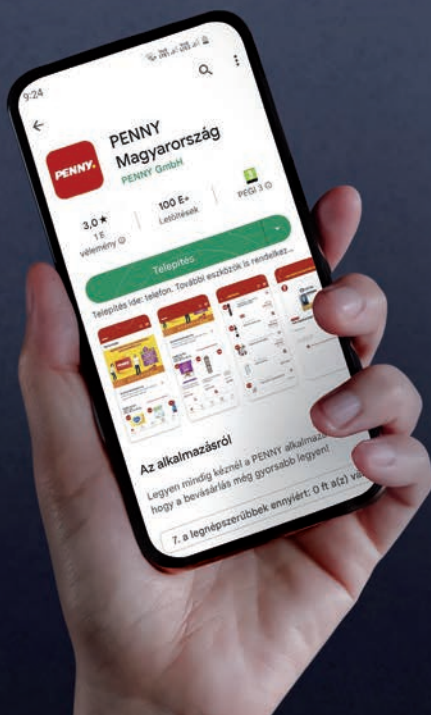 9:24
PENNY.
PENNY
Magyarország
PENNY GmbH
3,0 ★
1 E
vélemény
100 E+
Letöltések
3
PEGI 3
Telepítés
Telepítés ide: telefon. További eszközök is rendelkez...
Az alkalmazásról
Legyen mindig kéznél a PENNY
hogy a bevásárlás még gyorsabb legyen!
7. a legnépszerűbbek ennyiért: 0 ft a(z)